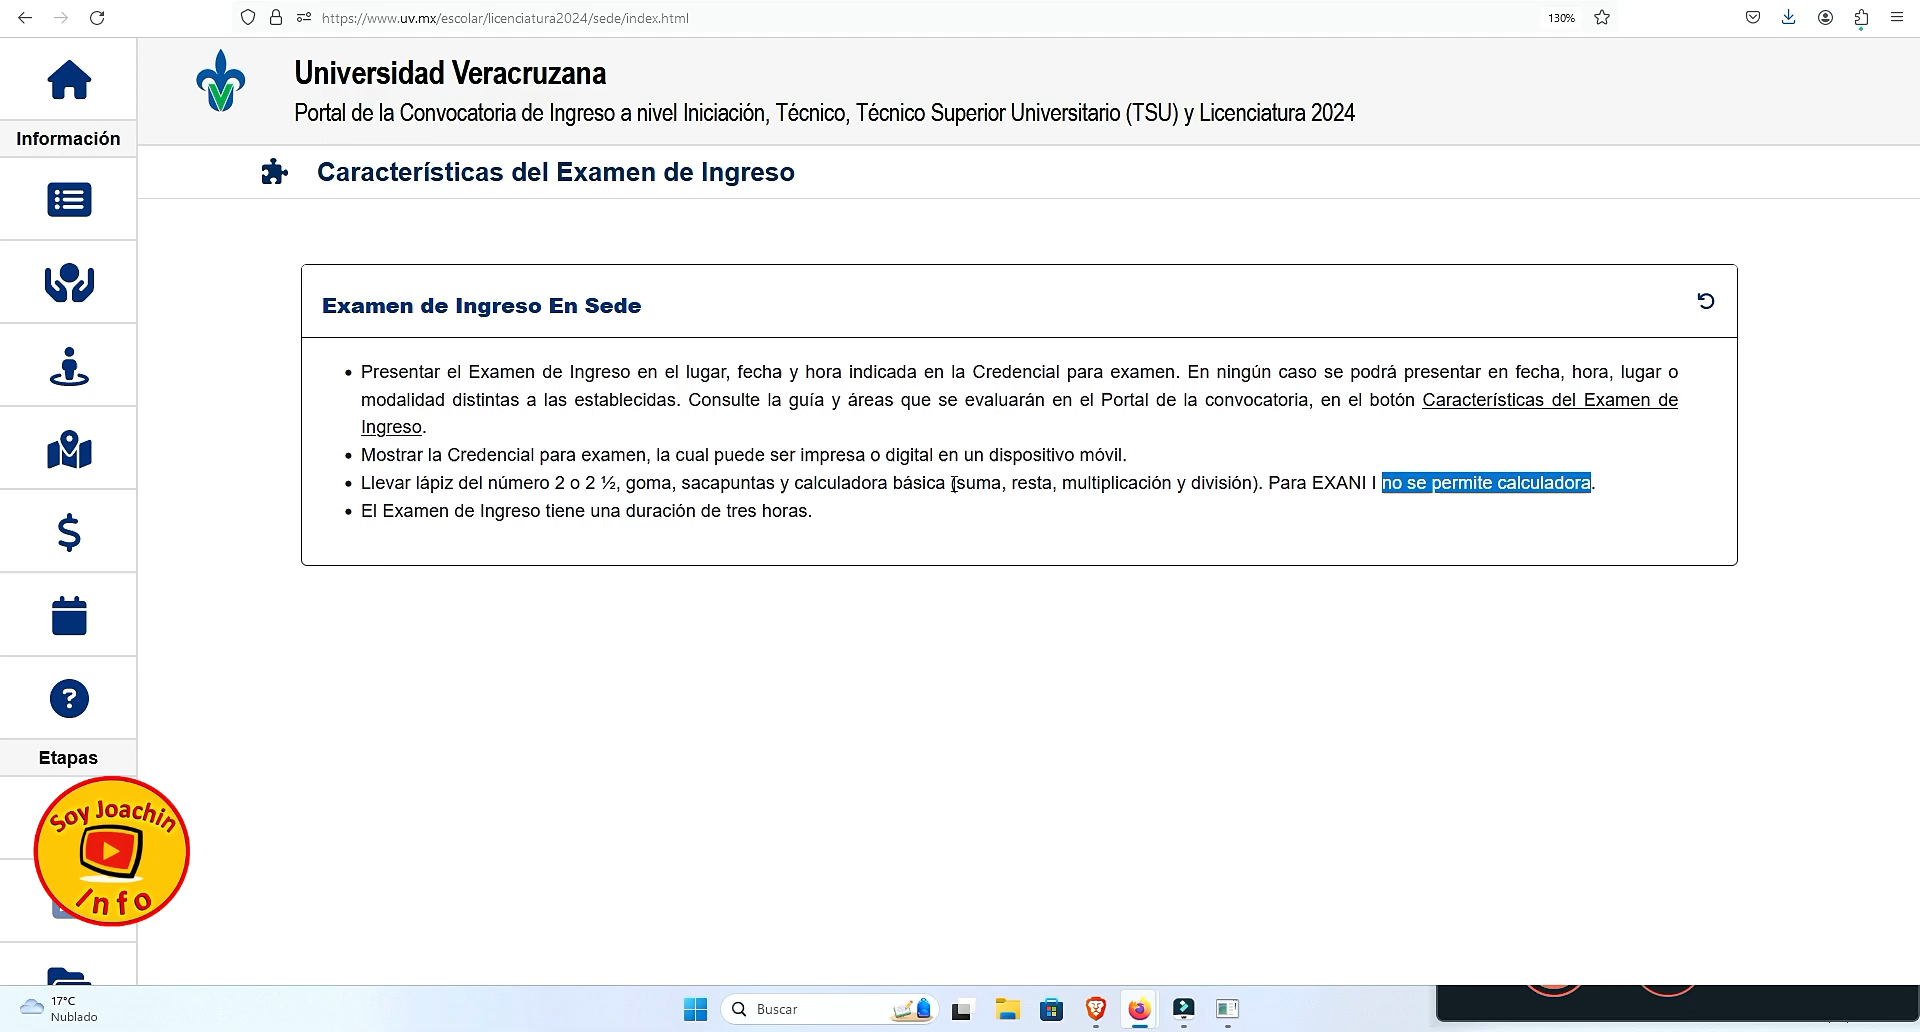 https://www.uv.mx/escolar/licenciatura2024/sede/index.html
130%
Universidad Veracruzana
Portal de la Convocatoria de Ingreso a nivel Iniciación, Técnico, Técnico Superior Universitario (TSU) y Licenciatura 2024
Información
Características del Examen de Ingreso
Examen de Ingreso En Sede
• Presentar el Examen de Ingreso en el lugar, fecha y hora indicada en la Credencial para examen. En ningún caso se podrá presentar en fecha, hora, lugar o
modalidad distintas a las establecidas. Consulte la guía y áreas que se evaluarán en el Portal de la convocatoria, en el botón Características del Examen de
Ingreso.
• Mostrar la Credencial para examen, la cual puede ser impresa o digital en un dispositivo móvil.
• Llevar lápiz del número 2 o 2 ½, goma, sacapuntas y calculadora básica (suma, resta, multiplicación y división). Para EXANI I no se permite calculadora.
• El Examen de Ingreso tiene una duración de tres horas.
Etapas
Soy Joachin
Info
17°C
Nublado
Buscar